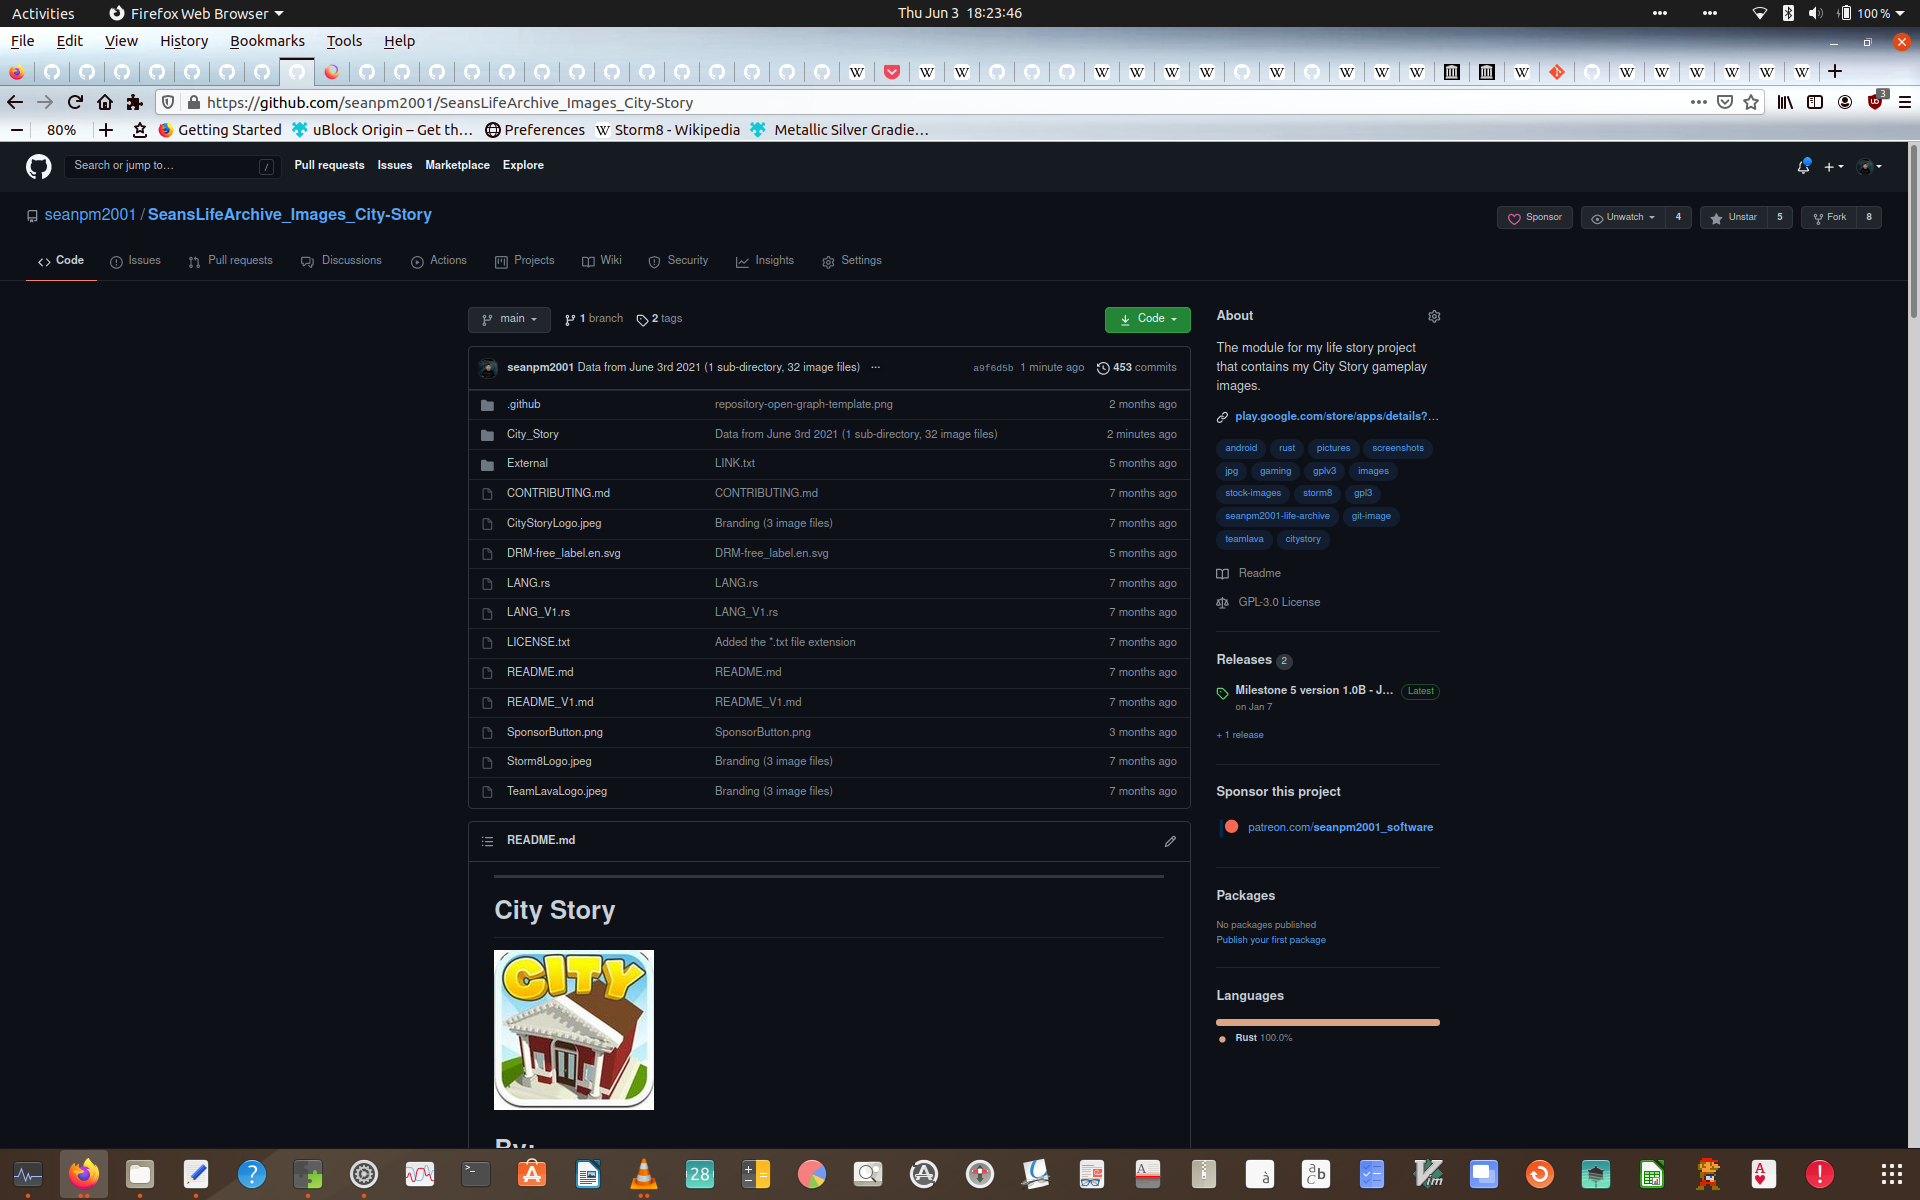 Activities Firefox Web Browser Thu Jun 3 18:23:46 100 %
File Edit View History Bookmarks Tools Help
https://github.com/seanpm2001/SeansLifeArchive_Images_City-Story 3
80% Getting Started uBlock Origin – Get th… Preferences Storm8 - Wikipedia Metallic Silver Gradie…
Search or jump to… / Pull requests Issues Marketplace Explore
seanpm2001 / SeansLifeArchive_Images_City-Story Sponsor Unwatch 4 Unstar 5 Fork 8
Code Issues Pull requests Discussions Actions Projects Wiki Security Insights Settings
main 1 branch 2 tags Code
seanpm2001 Data from June 3rd 2021 (1 sub-directory, 32 image files) ... a9f6d5b 1 minute ago 453 commits
.github repository-open-graph-template.png 2 months ago
City_Story Data from June 3rd 2021 (1 sub-directory, 32 image files) 2 minutes ago
External LINK.txt 5 months ago
CONTRIBUTING.md CONTRIBUTING.md 7 months ago
CityStoryLogo.jpeg Branding (3 image files) 7 months ago
DRM-free_label.en.svg DRM-free_label.en.svg 5 months ago
LANG.rs LANG.rs 7 months ago
LANG_V1.rs LANG_V1.rs 7 months ago
LICENSE.txt Added the *.txt file extension 7 months ago
README.md README.md 7 months ago
README_V1.md README_V1.md 7 months ago
SponsorButton.png SponsorButton.png 3 months ago
Storm8Logo.jpeg Branding (3 image files) 7 months ago
TeamLavaLogo.jpeg Branding (3 image files) 7 months ago
README.md
City Story
CITY
By:
About
The module for my life story project
that contains my City Story gameplay
images.
play.google.com/store/apps/details?…
android rust pictures screenshots
jpg gaming gplv3 images
stock-images storm8 gpl3
seanpm2001-life-archive git-image
teamlava citystory
Readme
GPL-3.0 License
Releases 2
Milestone 5 version 1.0B - J… Latest
on Jan 7
+ 1 release
Sponsor this project
patreon.com/seanpm2001_software
Packages
No packages published
Publish your first package
Languages
Rust 100.0%
28